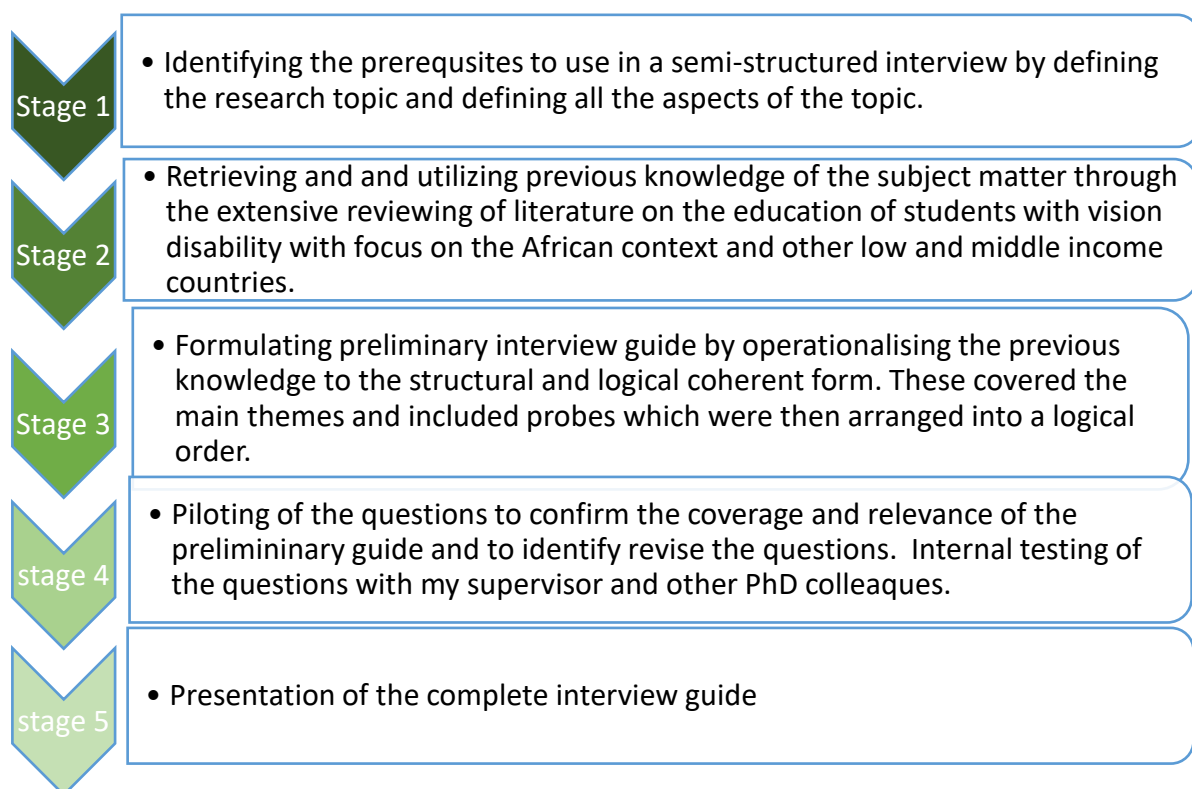 Stage 1
• Identifying the prerequsites to use in a semi-structured interview by defining
the research topic and defining all the aspects of the topic.
Stage 2
• Retrieving and and utilizing previous knowledge of the subject matter through
the extensive reviewing of literature on the education of students with vision
disability with focus on the African context and other low and middle income
countries.
Stage 3
• Formulating preliminary interview guide by operationalising the previous
knowledge to the structural and logical coherent form. These covered the
main themes and included probes which were then arranged into a logical
order.
stage 4
• Piloting of the questions to confirm the coverage and relevance of the
prelimininary guide and to identify revise the questions.  Internal testing of
the questions with my supervisor and other PhD colleaques.
stage 5
• Presentation of the complete interview guide